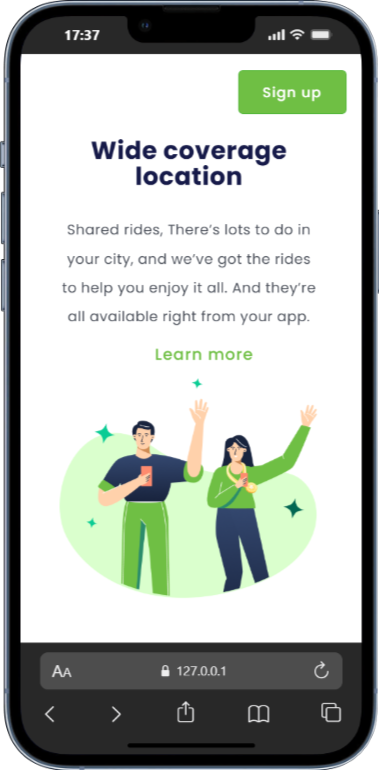 17:37
Sign up
Wide coverage
location
Shared rides, There's lots to do in
your city, and we've got the rides
to help you enjoy it all. And they're
all available right from your app.
Learn more
AA
127.0.0.1